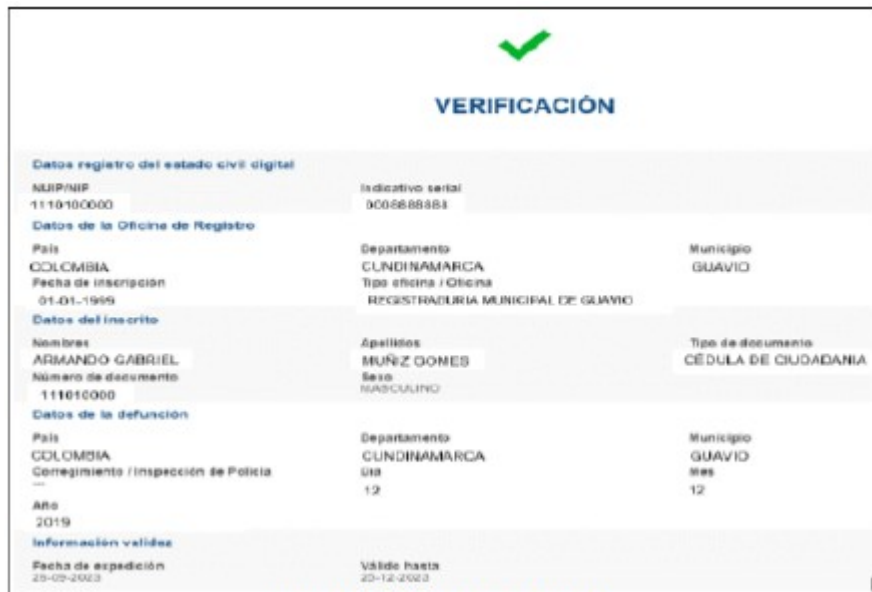 VERIFICACIÓN
Datos registro del estado civil digital
NUIP/NIP Indicativo serial
1110100000
Datos de la Oficina de Registro
País Departamento Municipio
COLOMBIA CUNDINAMARCA GUAVIO
Fecha de inscripción Tipo oficina / Oficina
01-01-1999 REGISTRADURIA MUNICIPAL DE GUAVIO
Datos del inscrito
Nombres Apellidos Tipo de documento
ARMANDO GABRIEL MUÑIZ GOMES CÉDULA DE CIUDADANIA
Número de documento Sexo
111010000 MASCULINO
Datos de la defunción
País Departamento Municipio
COLOMBIA CUNDINAMARCA GUAVIO
Corregimiento / Inspección de Policía Día Mes
--- 12 12
Año
2019
Información validez
Fecha de expedición Válido hasta